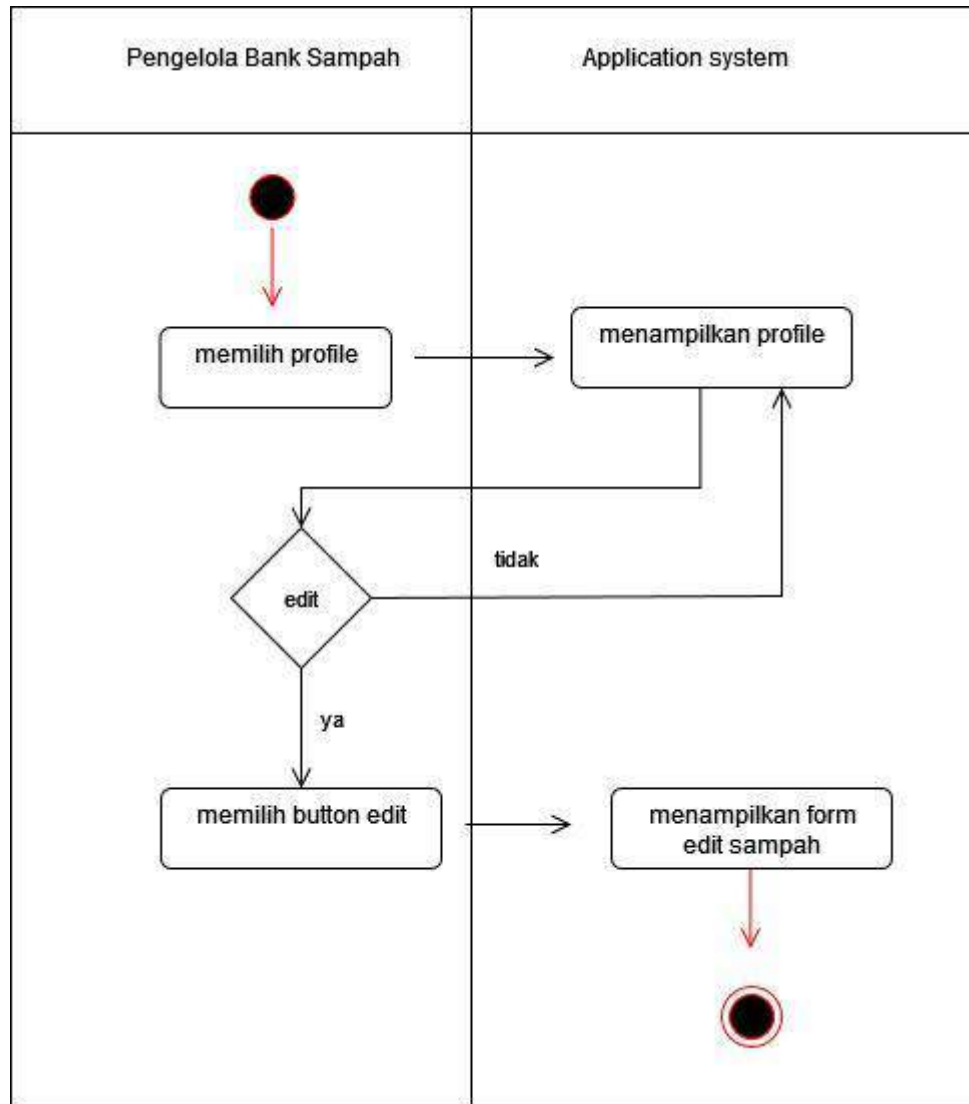 Pengelola Bank Sampah
Application system
memilih profile
menampilkan profile
tidak
edit
ya
memilih button edit
menampilkan form
edit sampah